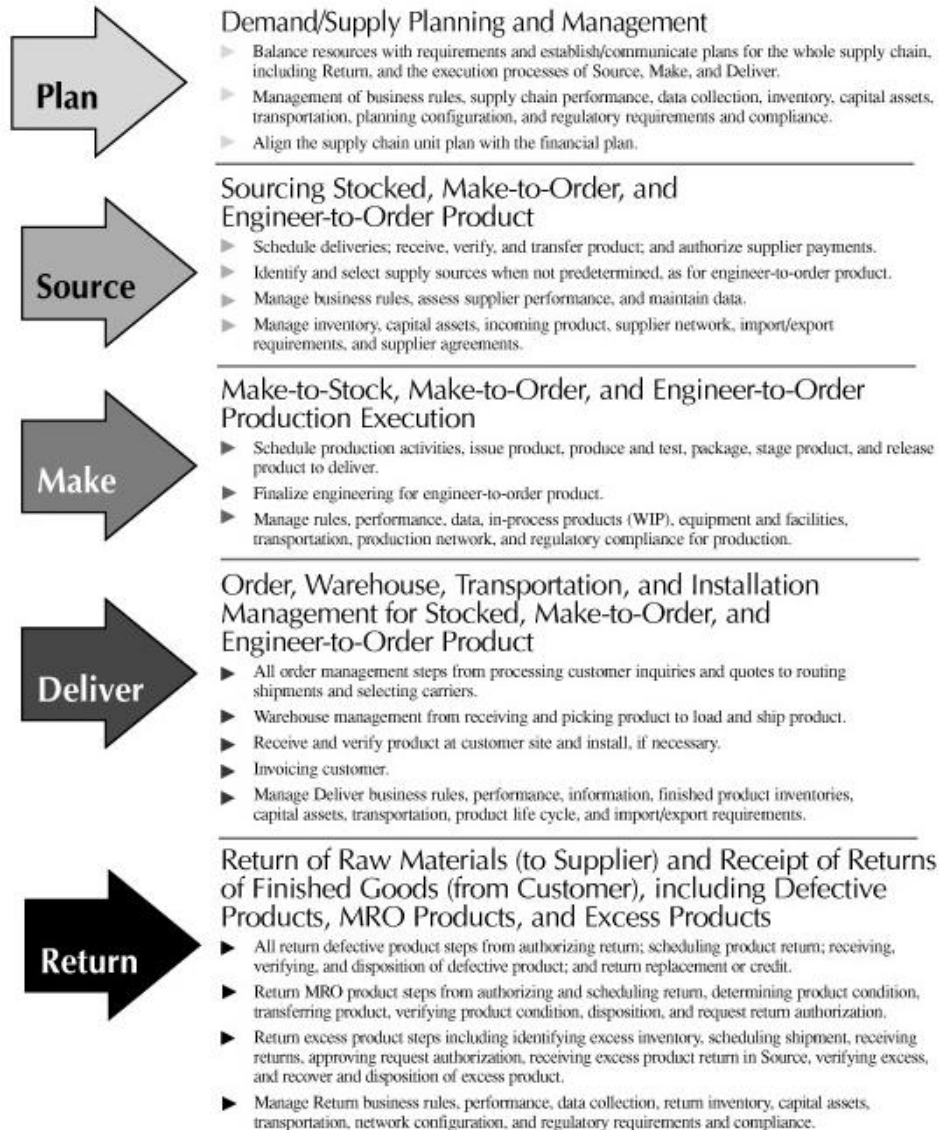 Plan
Demand/Supply Planning and Management
Balance resources with requirements and establish/communicate plans for the whole supply chain,
including Return, and the execution processes of Source, Make, and Deliver.
Management of business rules, supply chain performance, data collection, inventory, capital assets,
transportation, planning configuration, and regulatory requirements and compliance.
Align the supply chain unit plan with the financial plan.
Source
Sourcing Stocked, Make-to-Order, and
Engineer-to-Order Product
Schedule deliveries; receive, verify, and transfer product; and authorize supplier payments.
Identify and select supply sources when not predetermined, as for engineer-to-order product.
Manage business rules, assess supplier performance, and maintain data.
Manage inventory, capital assets, incoming product, supplier network, import/export
requirements, and supplier agreements.
Make
Make-to-Stock, Make-to-Order, and Engineer-to-Order
Production Execution
Schedule production activities, issue product, produce and test, package, stage product, and release
product to deliver.
Finalize engineering for engineer-to-order product.
Manage rules, performance, data, in-process products (WIP), equipment and facilities,
transportation, production network, and regulatory compliance for production.
Deliver
Order, Warehouse, Transportation, and Installation
Management for Stocked, Make-to-Order, and
Engineer-to-Order Product
All order management steps from processing customer inquiries and quotes to routing
shipments and selecting carriers.
Warehouse management from receiving and picking product to load and ship product.
Receive and verify product at customer site and install, if necessary.
Invoicing customer.
Manage Deliver business rules, performance, information, finished product inventories,
capital assets, transportation, product life cycle, and import/export requirements.
Return
Return of Raw Materials (to Supplier) and Receipt of Returns
of Finished Goods (from Customer), including Defective
Products, MRO Products, and Excess Products
All return defective product steps from authorizing return; scheduling product return; receiving,
verifying, and disposition of defective product; and return replacement or credit.
Return MRO product steps from authorizing and scheduling return, determining product condition,
transferring product, verifying product condition, disposition, and request return authorization.
Return excess product steps including identifying excess inventory, scheduling shipment, receiving
returns, approving request authorization, receiving excess product return in Source, verifying excess,
and recover and disposition of excess product.
Manage Return business rules, performance, data collection, return inventory, capital assets,
transportation, network configuration, and regulatory requirements and compliance.